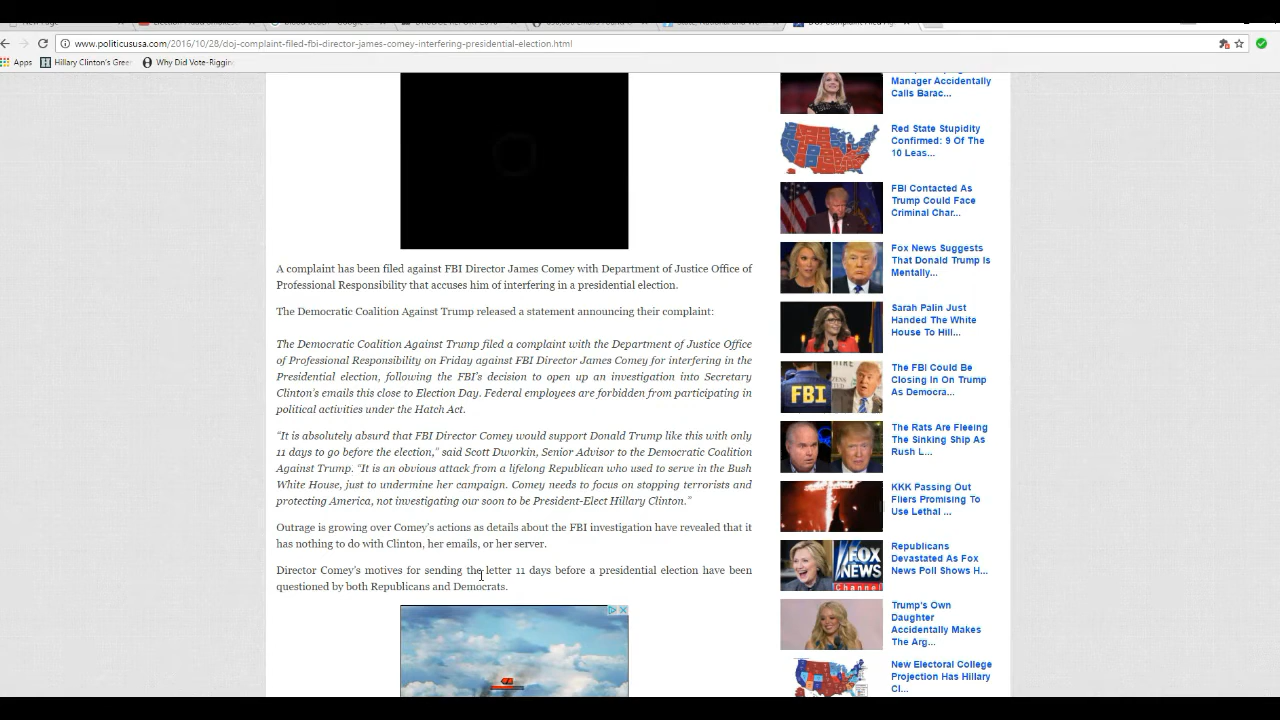 www.politicususa.com/2016/10/28/doj-complaint-filed-fbi-director-james-comey-interfering-presidential-election.html
Apps
Hillary Clinton's Gree
Why Did Vote-Rigging
Manager Accidentally
Calls Barac...
Red State Stupidity
Confirmed: 9 Of The
10 Leas...
FBI Contacted As
Trump Could Face
Criminal Char...
Fox News Suggests
That Donald Trump Is
Mentally...
Sarah Palin Just
Handed The White
House To Hill...
FBI
The FBI Could Be
Closing In On Trump
As Democra...
The Rats Are Fleeing
The Sinking Ship As
Rush L...
KKK Passing Out
Fliers Promising To
Use Lethal ...
FOX
NEWS
Channel
Republicans
Devastated As Fox
News Poll Shows H...
Trump's Own
Daughter
Accidentally Makes
The Arg...
New Electoral College
Projection Has Hillary
Cl...
A complaint has been filed against FBI Director James Comey with Department of Justice Office of
Professional Responsibility that accuses him of interfering in a presidential election.
The Democratic Coalition Against Trump released a statement announcing their complaint:
The Democratic Coalition Against Trump filed a complaint with the Department of Justice Office
of Professional Responsibility on Friday against FBI Director James Comey for interfering in the
Presidential election, following the FBI's decision to open up an investigation into Secretary
Clinton's emails this close to Election Day. Federal employees are forbidden from participating in
political activities under the Hatch Act.
“It is absolutely absurd that FBI Director Comey would support Donald Trump like this with only
11 days to go before the election,” said Scott Dworkin, Senior Advisor to the Democratic Coalition
Against Trump. “It is an obvious attack from a lifelong Republican who used to serve in the Bush
White House, just to undermine her campaign. Comey needs to focus on stopping terrorists and
protecting America, not investigating our soon to be President-Elect Hillary Clinton.”
Outrage is growing over Comey's actions as details about the FBI investigation have revealed that it
has nothing to do with Clinton, her emails, or her server.
Director Comey's motives for sending the letter 11 days before a presidential election have been
questioned by both Republicans and Democrats.